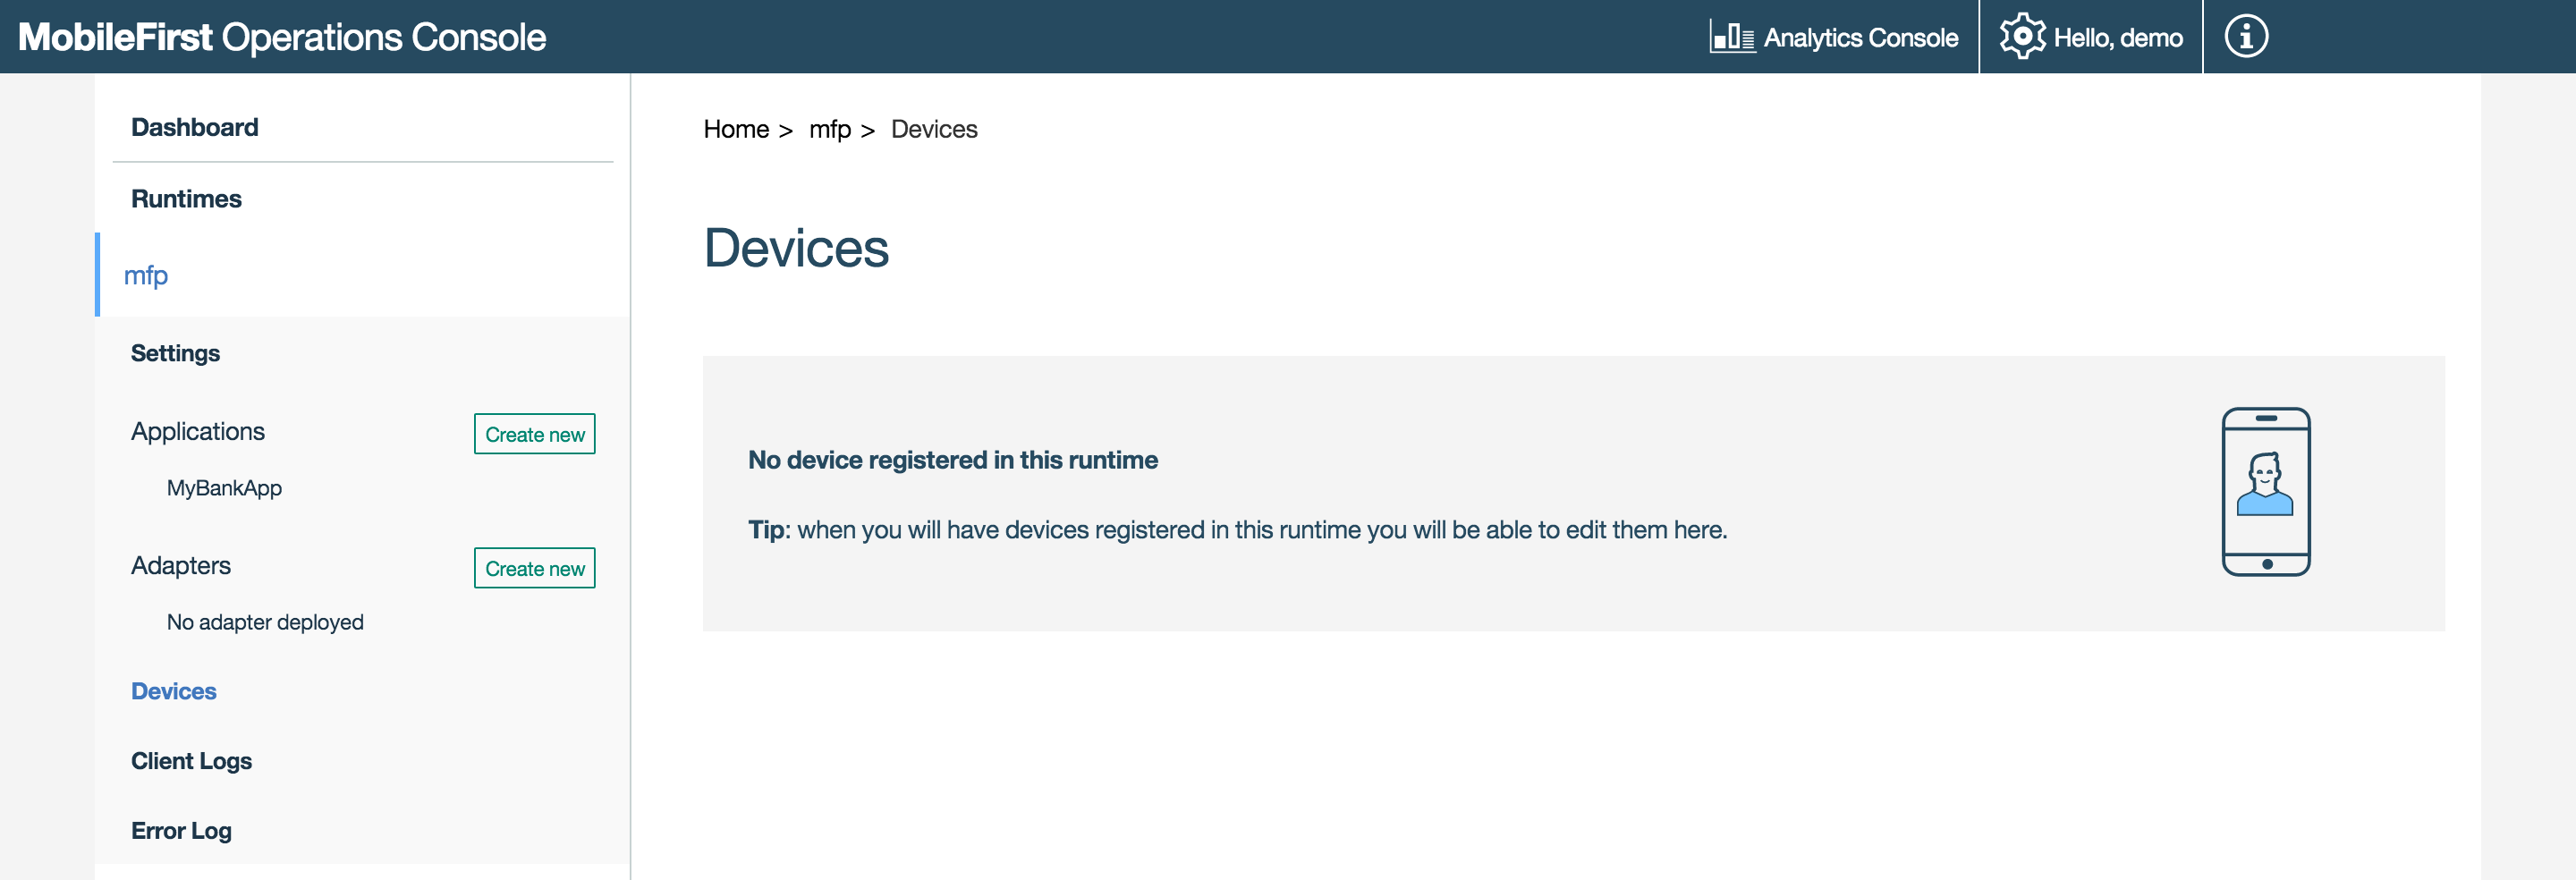 MobileFirst Operations Console
Analytics Console
Hello, demo
Dashboard
Runtimes
mfp
Settings
Applications
Create new
MyBankApp
Adapters
Create new
No adapter deployed
Devices
Client Logs
Error Log
Home > mfp > Devices
Devices
No device registered in this runtime
Tip: when you will have devices registered in this runtime you will be able to edit them here.